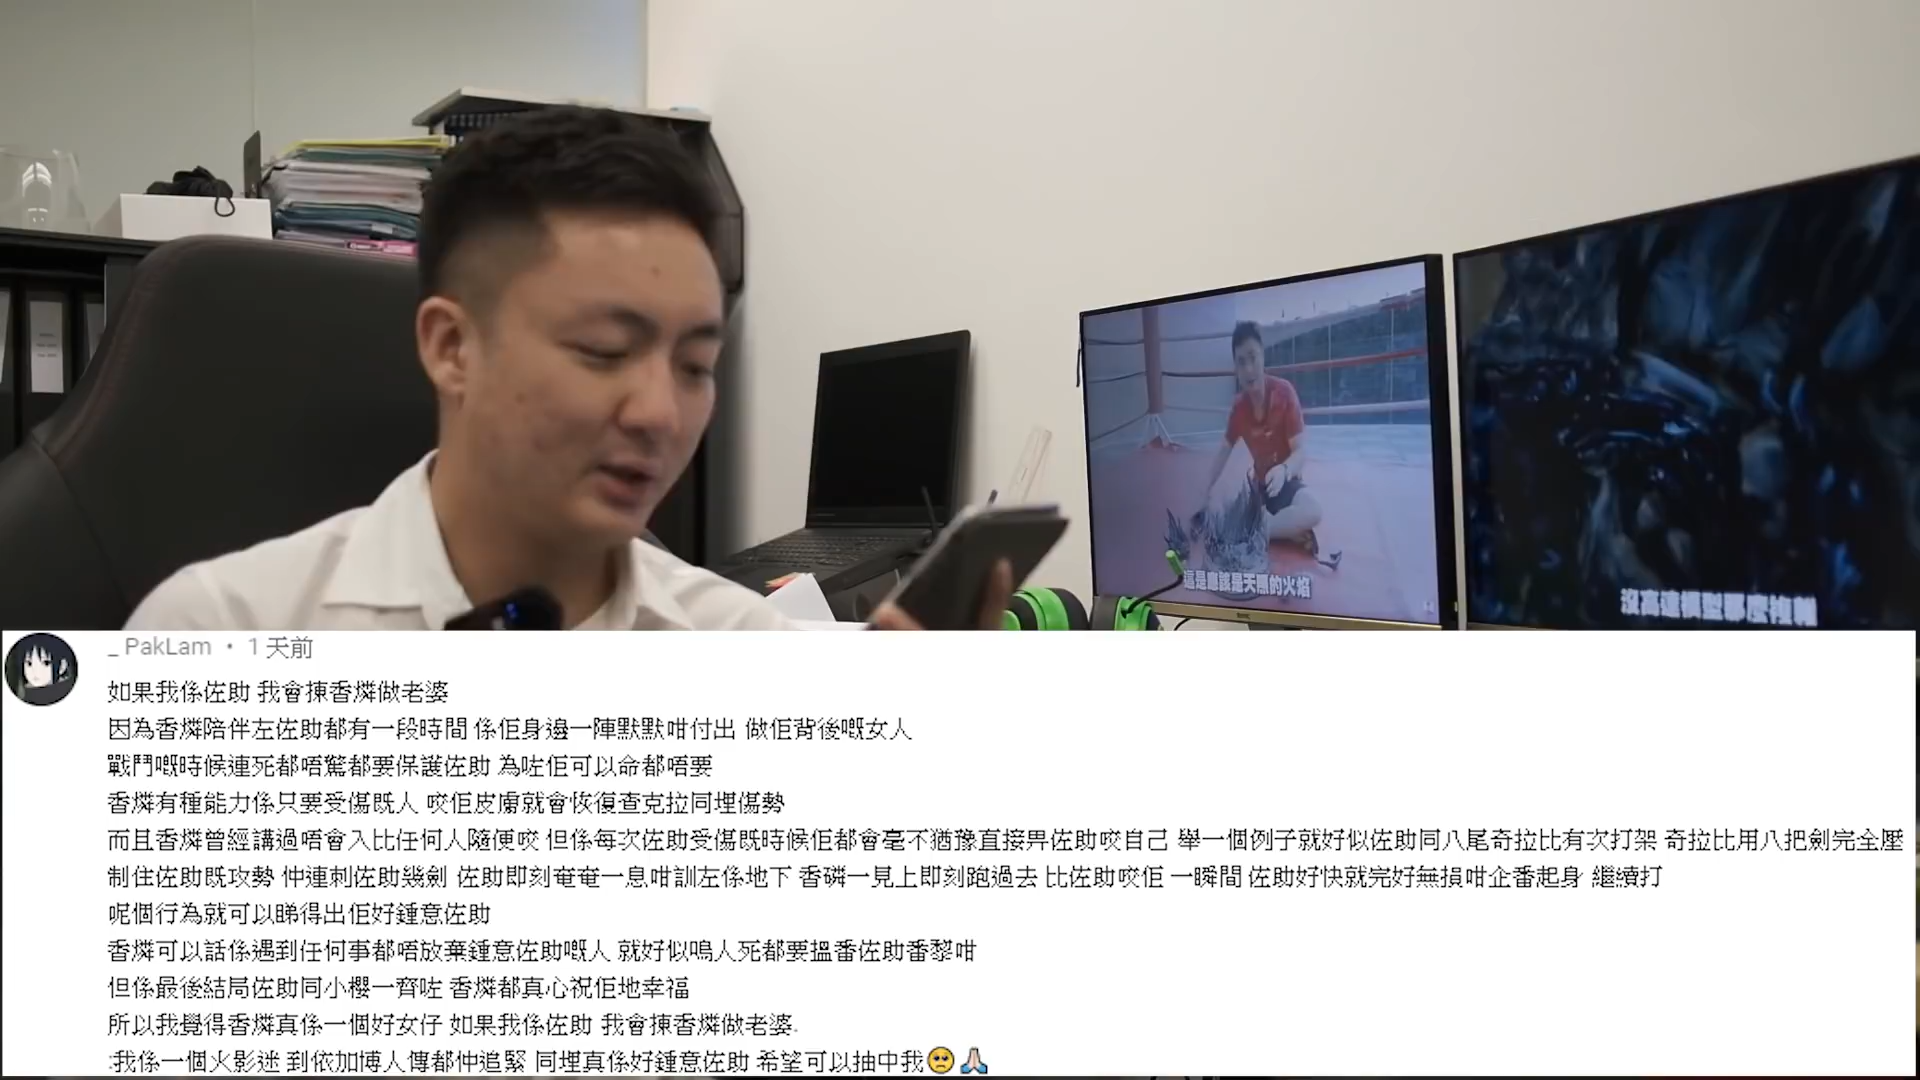 這是應該是天照的火焰
沒高達模型那麼複雜
_ PakLam • 1 天前
如果我係佐助 我會揀香燐做老婆
因為香燐陪伴左佐助都有一段時間 係佢身邊一陣默默咁付出 做佢背後嘅女人
戰鬥嘅時候連死都唔驚都要保護佐助 為咗佢可以命都唔要
香燐有種能力係只要受傷既人 咬佢皮膚就會恢復查克拉同埋傷勢
而且香燐曾經講過唔會入比任何人隨便咬 但係每次佐助受傷既時候佢都會毫不猶豫直接畀佐助咬自己 舉一個例子就好似佐助同八尾奇拉比有次打架 奇拉比用八把劍完全壓
制住佐助既攻勢 仲連刺佐助幾劍 佐助即刻奄奄一息咁訓左係地下 香磷一見上即刻跑過去 比佐助咬佢 一瞬間 佐助好快就完好無損咁企番起身 繼續打
呢個行為就可以睇得出佢好鍾意佐助
香燐可以話係遇到任何事都唔放棄鍾意佐助嘅人 就好似鳴人死都要搵番佐助番黎咁
但係最後結局佐助同小櫻一齊咗 香燐都真心祝佢地幸福
所以我覺得香燐真係一個好女仔 如果我係佐助 我會揀香燐做老婆.
:我係一個火影迷 到依加博人傳都仲追緊 同埋真係好鍾意佐助 希望可以抽中我🥺🙏🏻